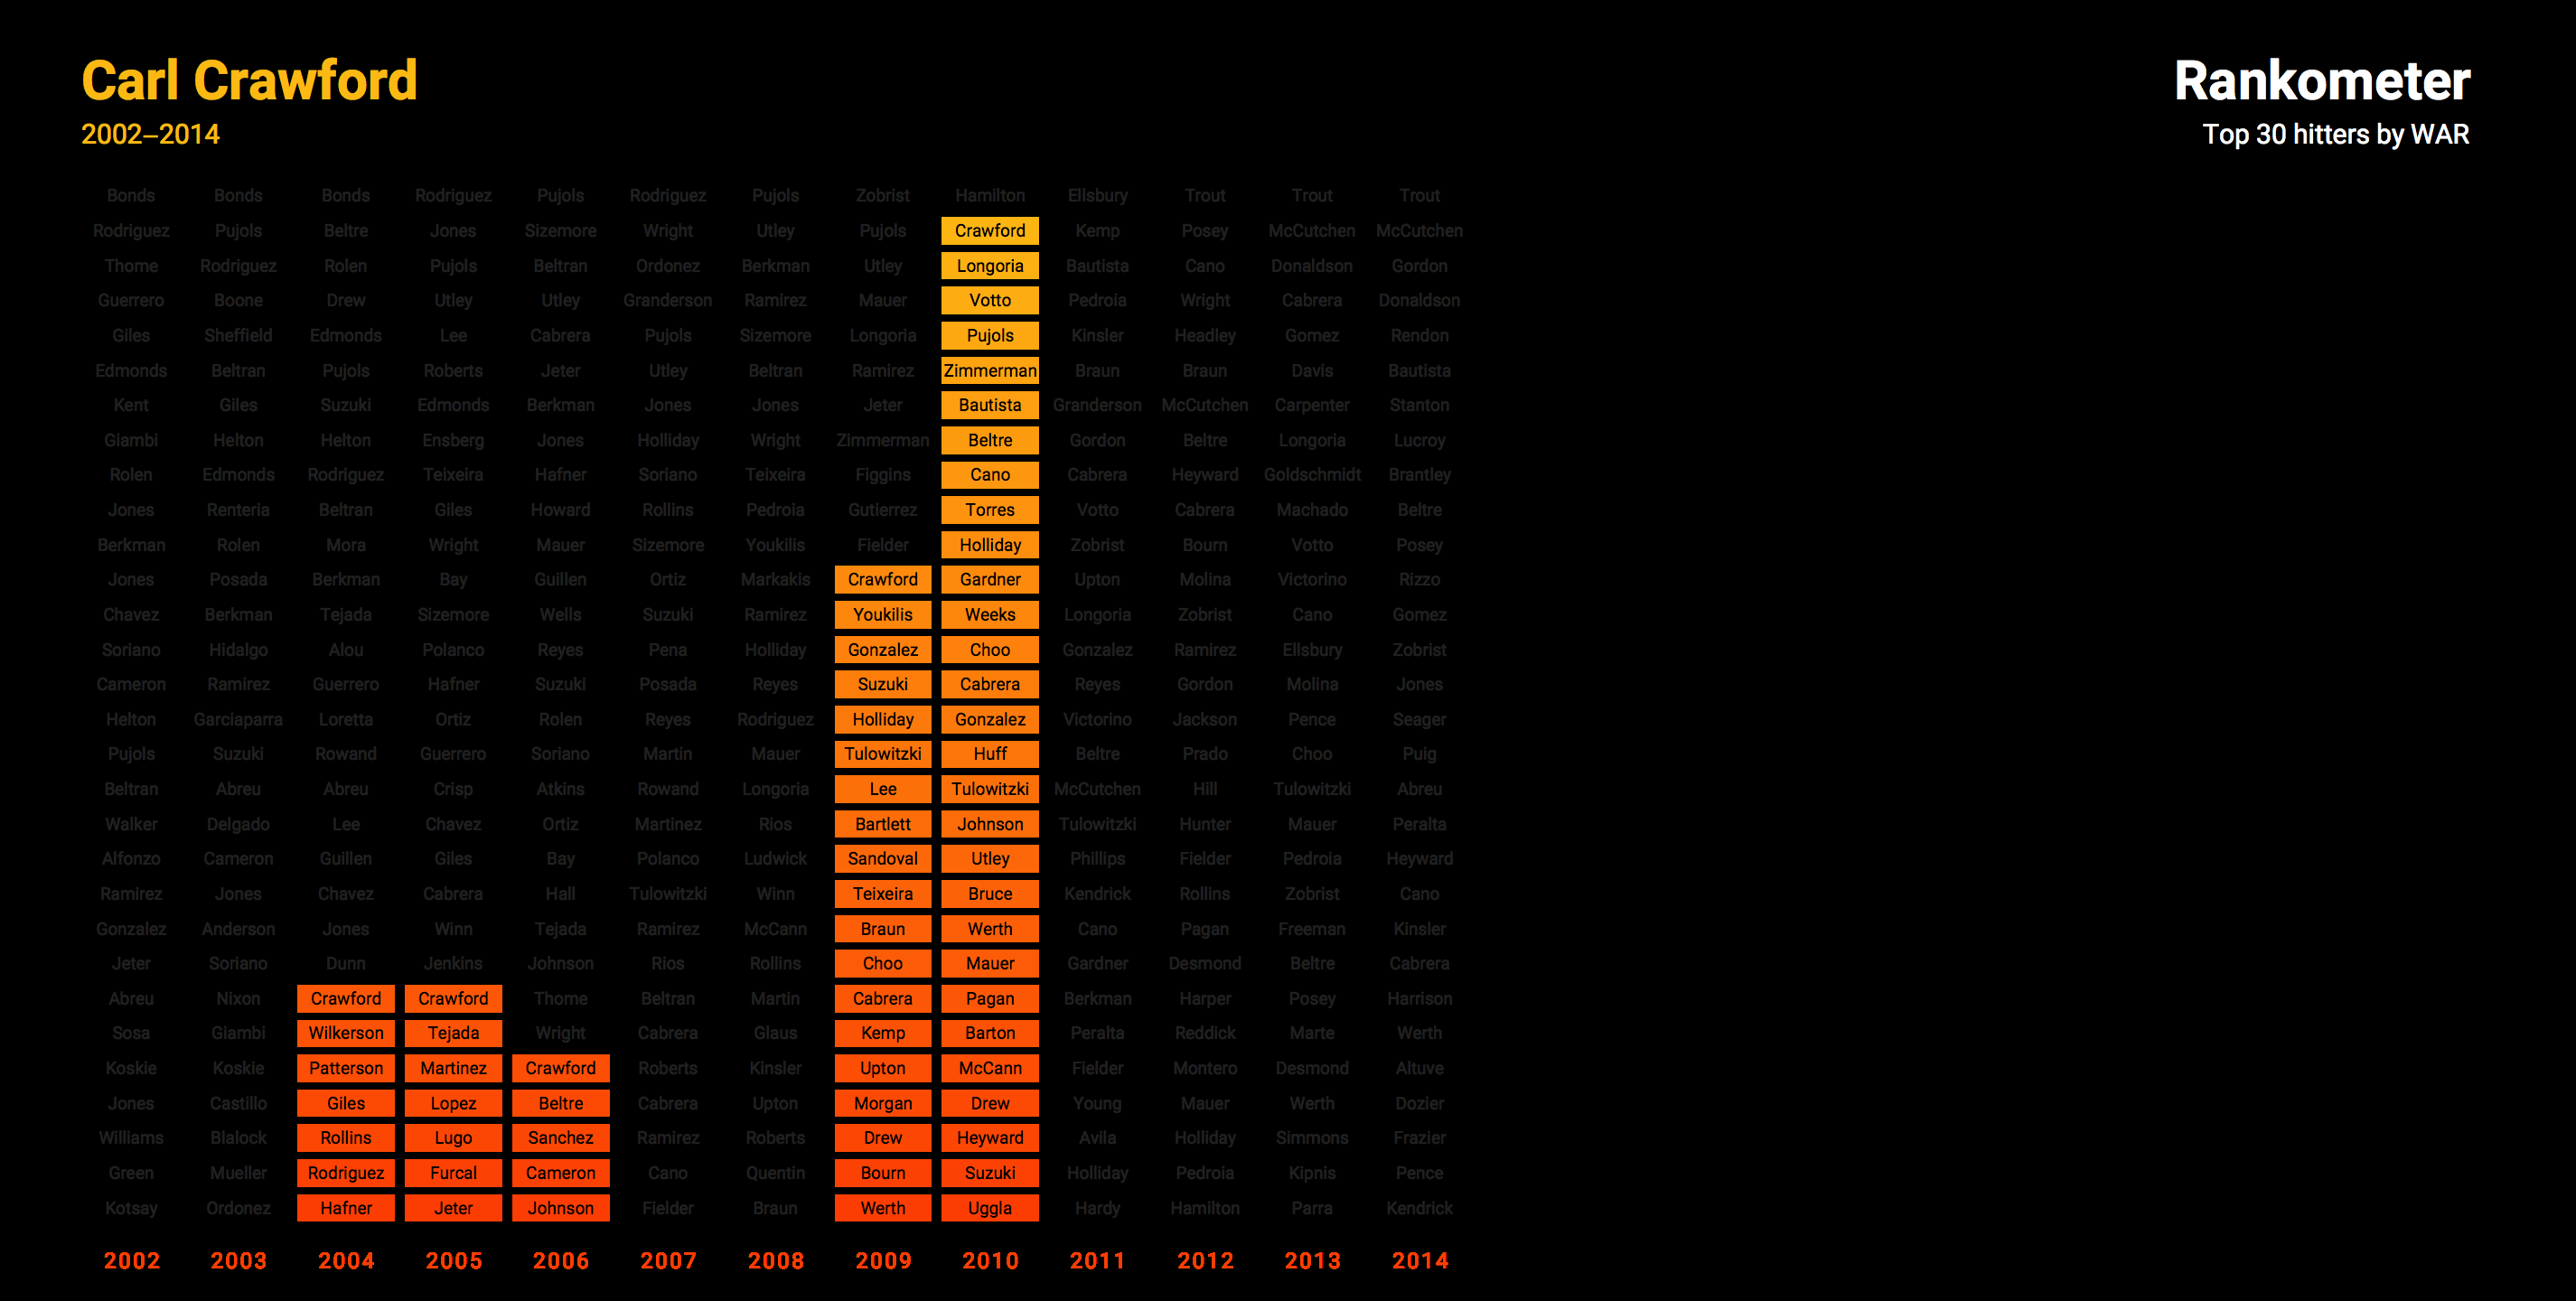 Carl Crawford
2002–2014
Rankometer
Top 30 hitters by WAR
Bonds Bonds Bonds Rodriguez Pujols Rodriguez Pujols Zobrist Hamilton Ellsbury Trout Trout Trout
Rodriguez Pujols Beltre Jones Sizemore Wright Utley Pujols Crawford Kemp Posey McCutchen McCutchen
Thome Rodriguez Rolen Pujols Beltran Ordonez Berkman Utley Longoria Bautista Cano Donaldson Gordon
Guerrero Boone Drew Utley Utley Granderson Ramirez Mauer Votto Pedroia Wright Cabrera Donaldson
Giles Sheffield Edmonds Lee Cabrera Pujols Sizemore Longoria Pujols Kinsler Headley Gomez Rendon
Edmonds Beltran Pujols Roberts Jeter Utley Beltran Ramirez Zimmerman Braun Braun Davis Bautista
Kent Giles Suzuki Edmonds Berkman Jones Jones Jeter Bautista Granderson McCutchen Carpenter Stanton
Giambi Helton Helton Ensberg Jones Holliday Wright Zimmerman Beltre Gordon Beltre Longoria Lucroy
Rolen Edmonds Rodriguez Teixeira Hafner Soriano Teixeira Figgins Cano Cabrera Heyward Goldschmidt Brantley
Jones Renteria Beltran Giles Howard Rollins Pedroia Gutierrez Torres Votto Cabrera Machado Beltre
Berkman Rolen Mora Wright Mauer Sizemore Youkilis Fielder Holliday Zobrist Bourn Votto Posey
Jones Posada Berkman Bay Guillen Ortiz Markakis Crawford Gardner Upton Molina Victorino Rizzo
Chavez Berkman Tejada Sizemore Wells Suzuki Ramirez Youkilis Weeks Longoria Zobrist Cano Gomez
Soriano Hidalgo Alou Polanco Reyes Pena Holliday Gonzalez Choo Gonzalez Ramirez Ellsbury Zobrist
Cameron Ramirez Guerrero Hafner Suzuki Posada Reyes Suzuki Cabrera Reyes Gordon Molina Jones
Helton Garciaparra Loretta Ortiz Rolen Reyes Rodriguez Holliday Gonzalez Victorino Jackson Pence Seager
Pujols Suzuki Rowand Guerrero Soriano Martin Mauer Tulowitzki Huff Beltre Prado Choo Puig
Beltran Abreu Abreu Crisp Atkins Rowand Longoria Lee Tulowitzki McCutchen Hill Tulowitzki Abreu
Walker Delgado Lee Chavez Ortiz Martinez Rios Bartlett Johnson Tulowitzki Hunter Mauer Peralta
Alfonzo Cameron Guillen Giles Bay Polanco Ludwick Sandoval Utley Phillips Fielder Pedroia Heyward
Ramirez Jones Chavez Cabrera Hall Tulowitzki Winn Teixeira Bruce Kendrick Rollins Zobrist Cano
Gonzalez Anderson Jones Winn Tejada Ramirez McCann Braun Werth Cano Pagan Freeman Kinsler
Jeter Soriano Dunn Jenkins Johnson Rios Rollins Choo Mauer Gardner Desmond Beltre Cabrera
Abreu Nixon Crawford Crawford Thome Beltran Martin Cabrera Pagan Berkman Harper Posey Harrison
Sosa Giambi Wilkerson Tejada Wright Cabrera Glaus Kemp Barton Peralta Reddick Marte Werth
Koskie Koskie Patterson Martinez Crawford Roberts Kinsler Upton McCann Fielder Montero Desmond Altuve
Jones Castillo Giles Lopez Beltre Cabrera Upton Morgan Drew Young Mauer Werth Dozier
Williams Blalock Rollins Lugo Sanchez Ramirez Roberts Drew Heyward Avila Holliday Simmons Frazier
Green Mueller Rodriguez Furcal Cameron Cano Quentin Bourn Suzuki Holliday Pedroia Kipnis Pence
Kotsay Ordonez Hafner Jeter Johnson Fielder Braun Werth Uggla Hardy Hamilton Parra Kendrick
2002 2003 2004 2005 2006 2007 2008 2009 2010 2011 2012 2013 2014